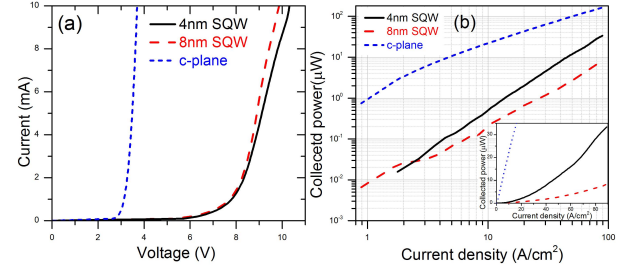 (a)
4nm SQW
8nm SQW
c-plane
Current (mA)
10
8
6
4
2
0
0 2 4 6 8 10
Voltage (V)
(b)
4nm SQW
8nm SQW
c-plane
Collecetd power(μW)
10²
10¹
10⁰
10⁻¹
10⁻²
10⁻³
1 10 100
Current density (A/cm²)
Collected power (μW)
30
20
10
0
0 20 40 60 80
Current density (A/cm²)